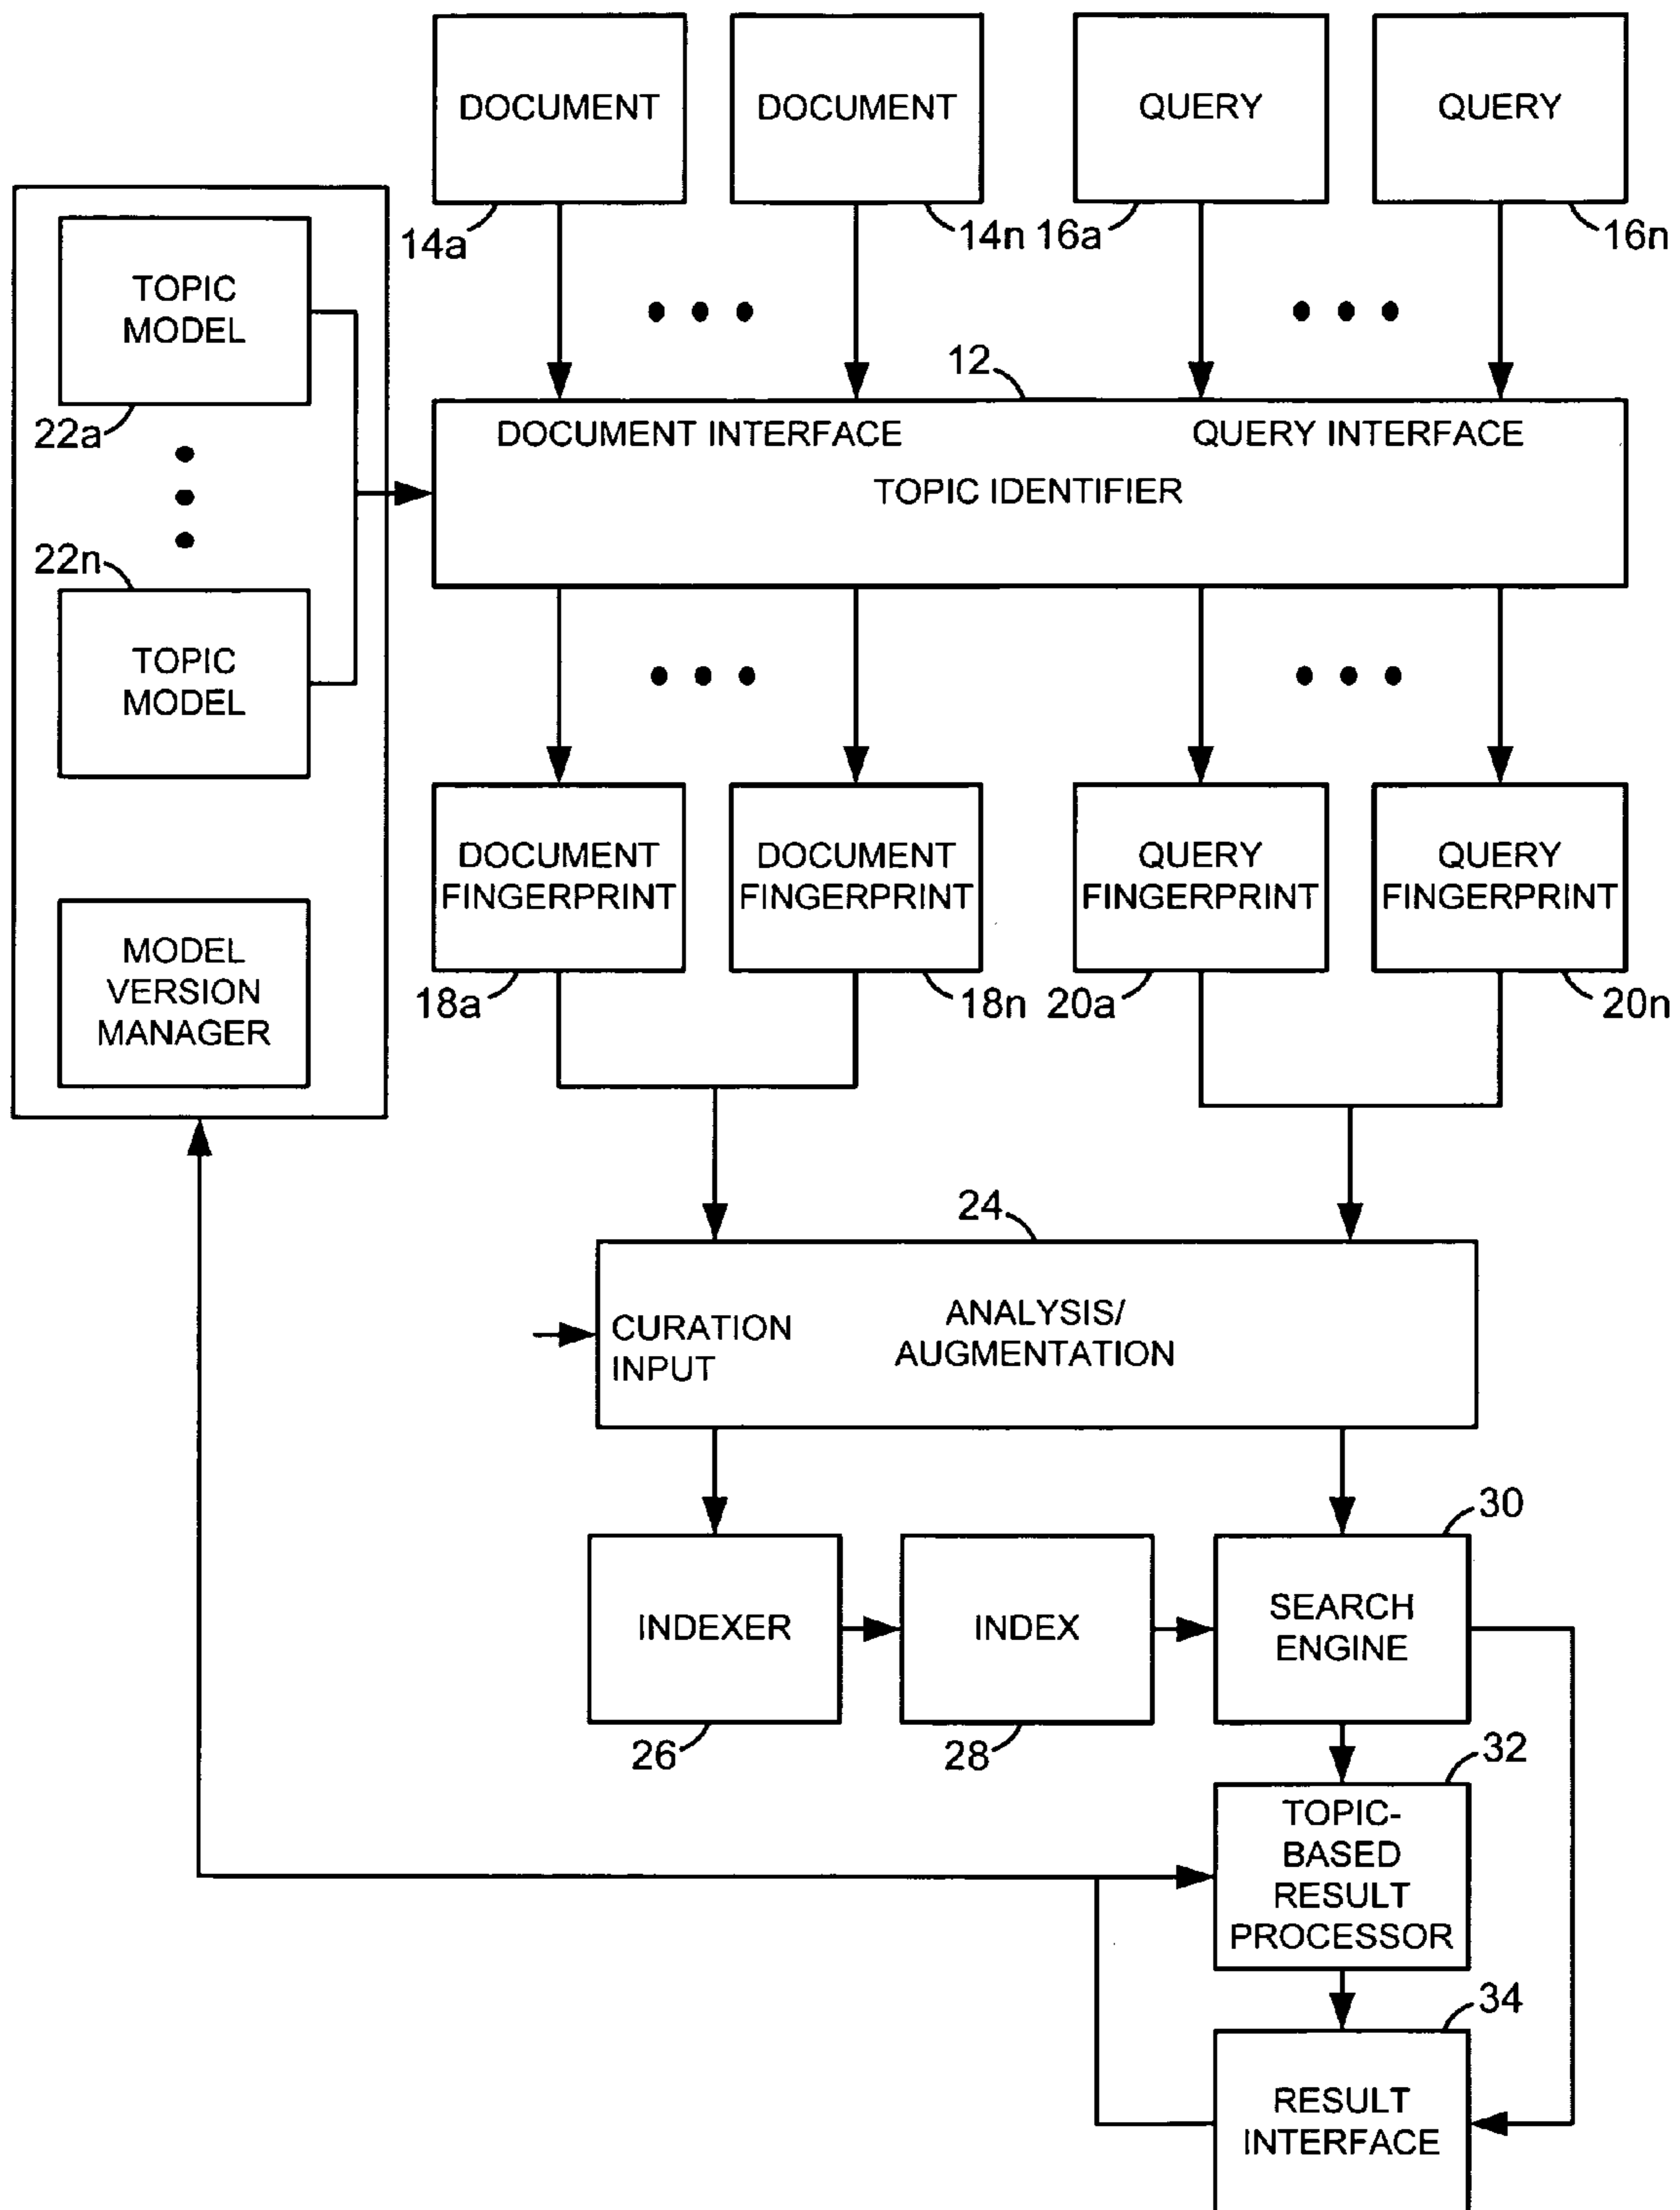 DOCUMENT
DOCUMENT
QUERY
QUERY
14a
14n
16a
16n
TOPIC
MODEL
22a
22n
TOPIC
MODEL
MODEL
VERSION
MANAGER
12
DOCUMENT INTERFACE
QUERY INTERFACE
TOPIC IDENTIFIER
DOCUMENT
FINGERPRINT
DOCUMENT
FINGERPRINT
QUERY
FINGERPRINT
QUERY
FINGERPRINT
18a
18n
20a
20n
24
CURATION
INPUT
ANALYSIS/
AUGMENTATION
INDEXER
26
INDEX
28
30
SEARCH
ENGINE
32
TOPIC-
BASED
RESULT
PROCESSOR
34
RESULT
INTERFACE